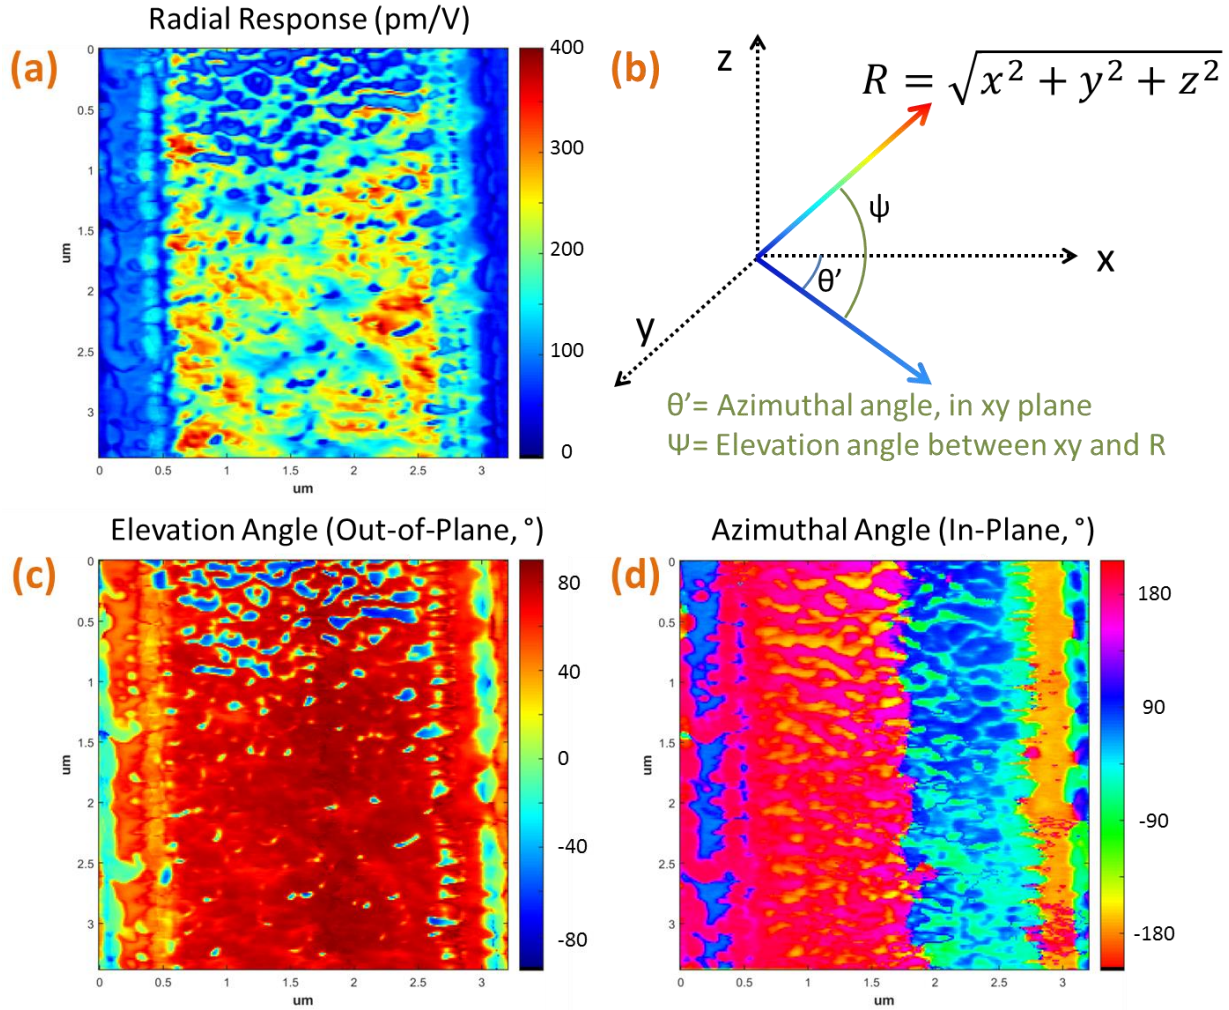 Radial Response (pm/V)
(a)
0
0.5
1
1.5
2
2.5
3
um
0
0.5
1
1.5
2
2.5
3
um
400
300
200
100
0
(b)
z
R = √x² + y² + z²
ψ
x
θ'
y
θ'= Azimuthal angle, in xy plane
Ψ= Elevation angle between xy and R
Elevation Angle (Out-of-Plane, °)
(c)
0
0.5
1
1.5
2
2.5
3
um
0
0.5
1
1.5
2
2.5
3
um
80
40
0
-40
-80
Azimuthal Angle (In-Plane, °)
(d)
0
0.5
1
1.5
2
2.5
3
um
0
0.5
1
1.5
2
2.5
3
um
180
90
-90
-180